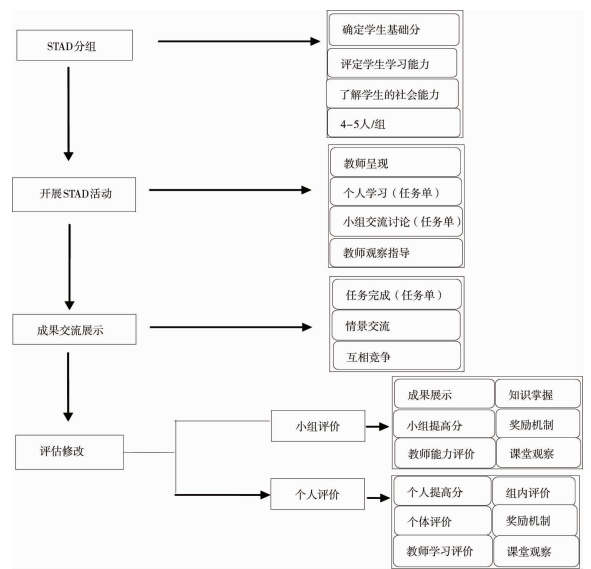 STAD分组
确定学生基础分
评定学生学习能力
了解学生的社会能力
4-5人/组
开展STAD活动
教师呈现
个人学习（任务单）
小组交流讨论（任务单）
教师观察指导
成果交流展示
任务完成（任务单）
情景交流
互相竞争
评估修改
小组评价
成果展示
知识掌握
小组提高分
奖励机制
教师能力评价
课堂观察
个人评价
个人提高分
组内评价
个体评价
奖励机制
教师学习评价
课堂观察